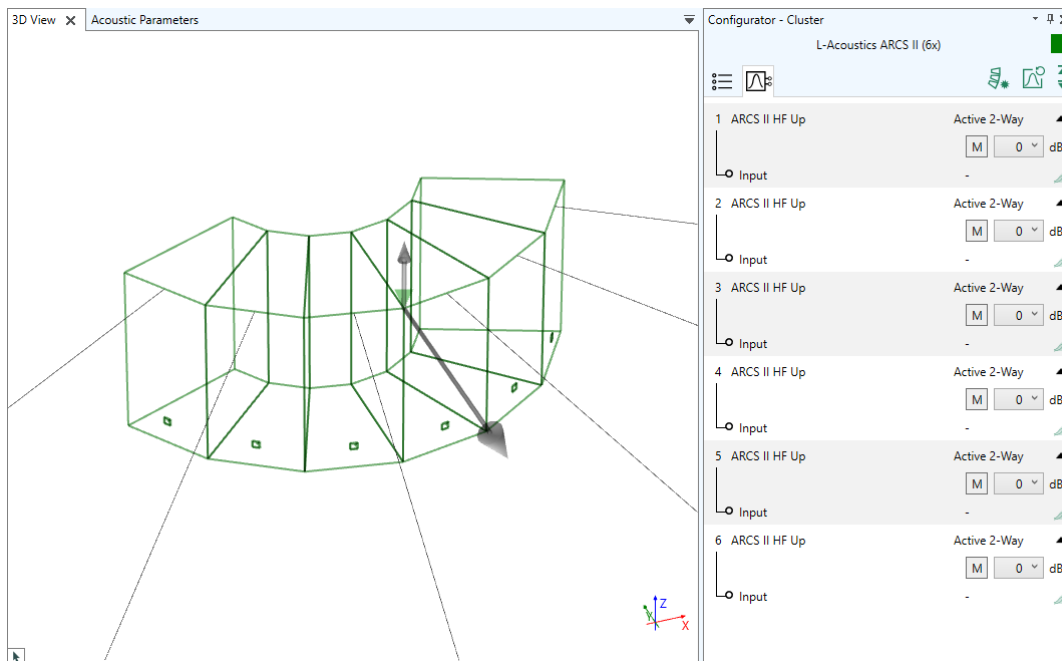 3D View
Acoustic Parameters
Configurator - Cluster
L-Acoustics ARCS II (6x)
1 ARCS II HF Up Active 2-Way
M 0 dB
Input -
2 ARCS II HF Up Active 2-Way
M 0 dB
Input -
3 ARCS II HF Up Active 2-Way
M 0 dB
Input -
4 ARCS II HF Up Active 2-Way
M 0 dB
Input -
5 ARCS II HF Up Active 2-Way
M 0 dB
Input -
6 ARCS II HF Up Active 2-Way
M 0 dB
Input -
Z
Y
X